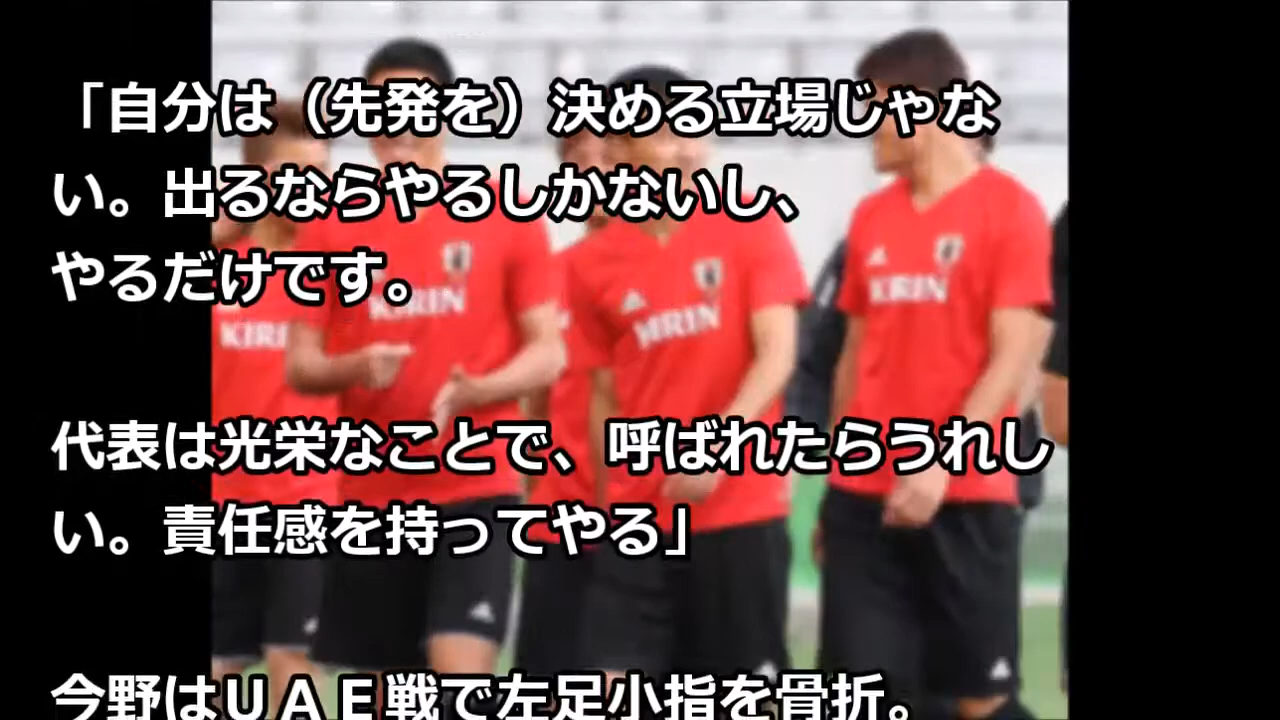 「自分は（先発を）決める立場じゃな
い。出るならやるしかないし、
やるだけです。
KIRIN
KIRIN
KIRIN
代表は光栄なことで、呼ばれたらうれし
い。責任感を持ってやる」
今野はＵＡＥ戦で左足小指を骨折。